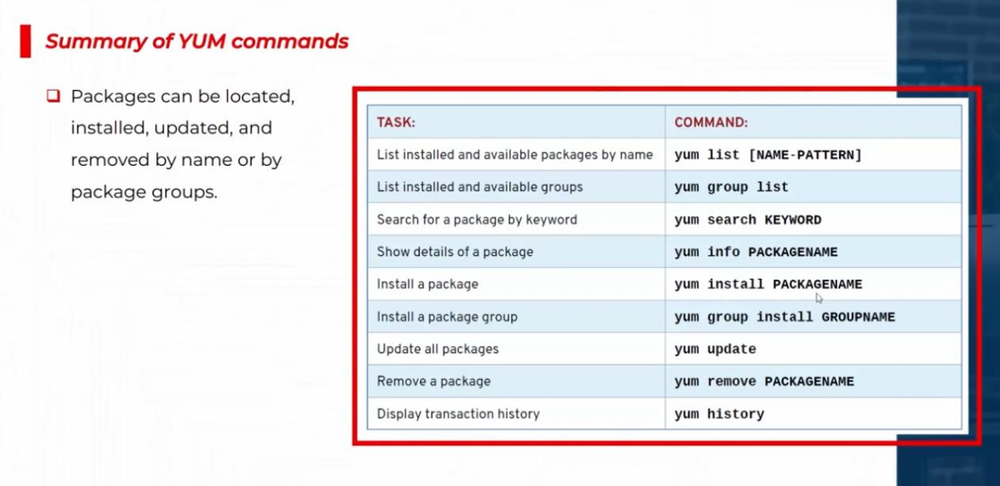 Summary of YUM commands
Packages can be located,
installed, updated, and
removed by name or by
package groups.
TASK: COMMAND:
List installed and available packages by name yum list [NAME-PATTERN]
List installed and available groups yum group list
Search for a package by keyword yum search KEYWORD
Show details of a package yum info PACKAGENAME
Install a package yum install PACKAGENAME
Install a package group yum group install GROUPNAME
Update all packages yum update
Remove a package yum remove PACKAGENAME
Display transaction history yum history